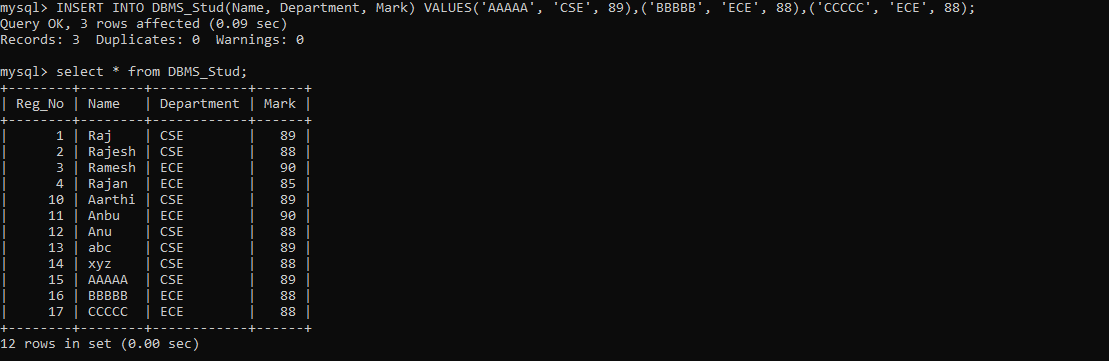 mysql> INSERT INTO DBMS_Stud(Name, Department, Mark) VALUES('AAAAA', 'CSE', 89),('BBBBB', 'ECE', 88),('CCCCC', 'ECE', 88);
Query OK, 3 rows affected (0.09 sec)
Records: 3  Duplicates: 0  Warnings: 0

mysql> select * from DBMS_Stud;
+--------+--------+------------+------+
| Reg_No | Name   | Department | Mark |
+--------+--------+------------+------+
|      1 | Raj    | CSE        |   89 |
|      2 | Rajesh | CSE        |   88 |
|      3 | Ramesh | ECE        |   90 |
|      4 | Rajan  | ECE        |   85 |
|     10 | Aarthi | CSE        |   89 |
|     11 | Anbu   | ECE        |   90 |
|     12 | Anu    | CSE        |   88 |
|     13 | abc    | CSE        |   89 |
|     14 | xyz    | CSE        |   88 |
|     15 | AAAAA  | CSE        |   89 |
|     16 | BBBBB  | ECE        |   88 |
|     17 | CCCCC  | ECE        |   88 |
+--------+--------+------------+------+
12 rows in set (0.00 sec)